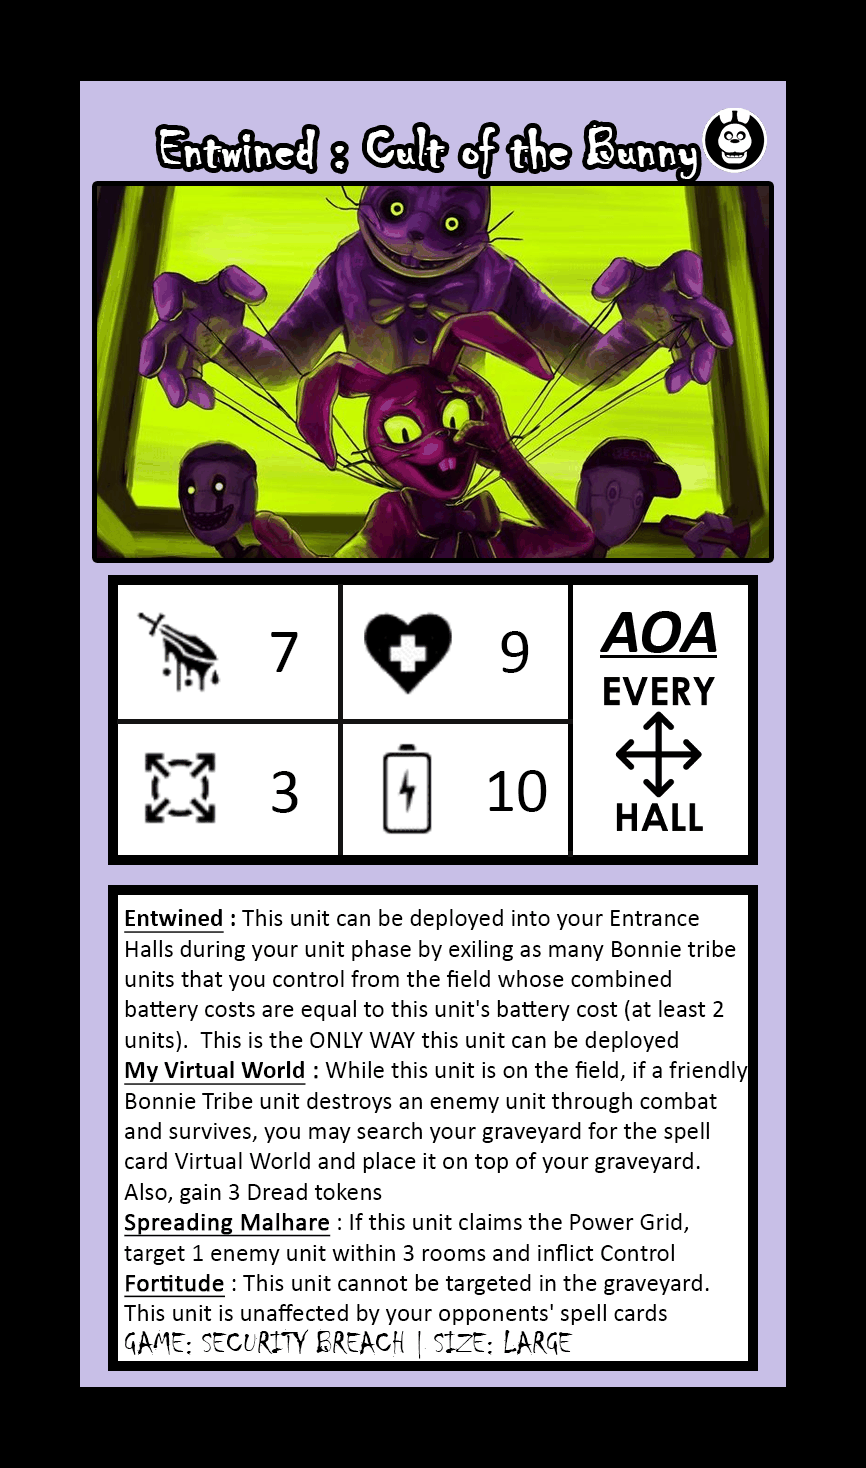 Entwined : Cult of the Bunny
7
9
AOA
EVERY
HALL
3
10
Entwined : This unit can be deployed into your Entrance
Halls during your unit phase by exiling as many Bonnie tribe
units that you control from the field whose combined
battery costs are equal to this unit's battery cost (at least 2
units).  This is the ONLY WAY this unit can be deployed
My Virtual World : While this unit is on the field, if a friendly
Bonnie Tribe unit destroys an enemy unit through combat
and survives, you may search your graveyard for the spell
card Virtual World and place it on top of your graveyard.
Also, gain 3 Dread tokens
Spreading Malhare : If this unit claims the Power Grid,
target 1 enemy unit within 3 rooms and inflict Control
Fortitude : This unit cannot be targeted in the graveyard.
This unit is unaffected by your opponents' spell cards
GAME: SECURITY BREACH | SIZE: LARGE